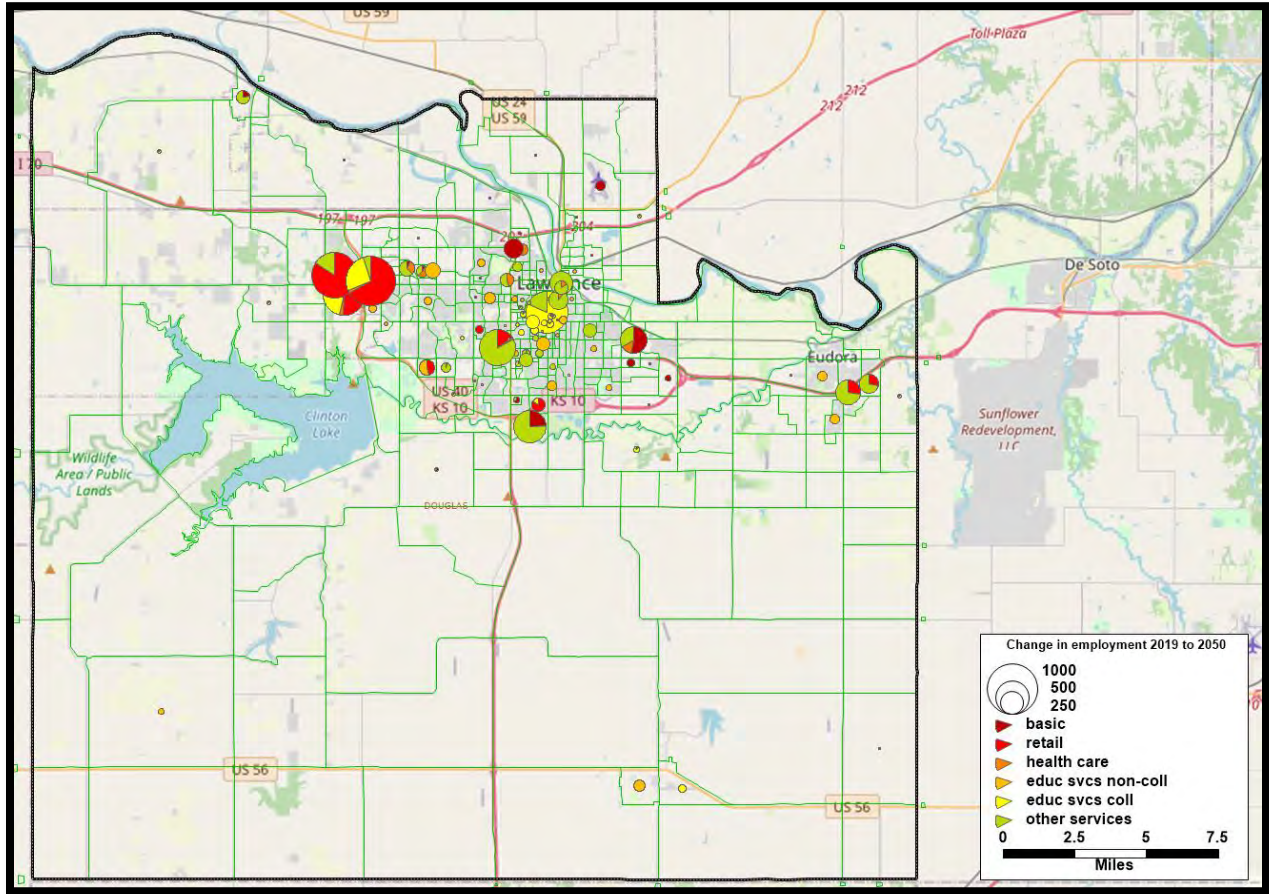 US 59
Toll-Plaza
212
212
US 24
US 59
I 70
197
197
204
Lawrence
De Soto
Eudora
US 40
KS 10
KS 10
Clinton
Lake
Sunflower
Redevelopment,
LLC
Wildlife
Area / Public
Lands
DOUGLAS
US 56
US 56
Change in employment 2019 to 2050
1000
500
250
basic
retail
health care
educ svcs non-coll
educ svcs coll
other services
0 2.5 5 7.5
Miles